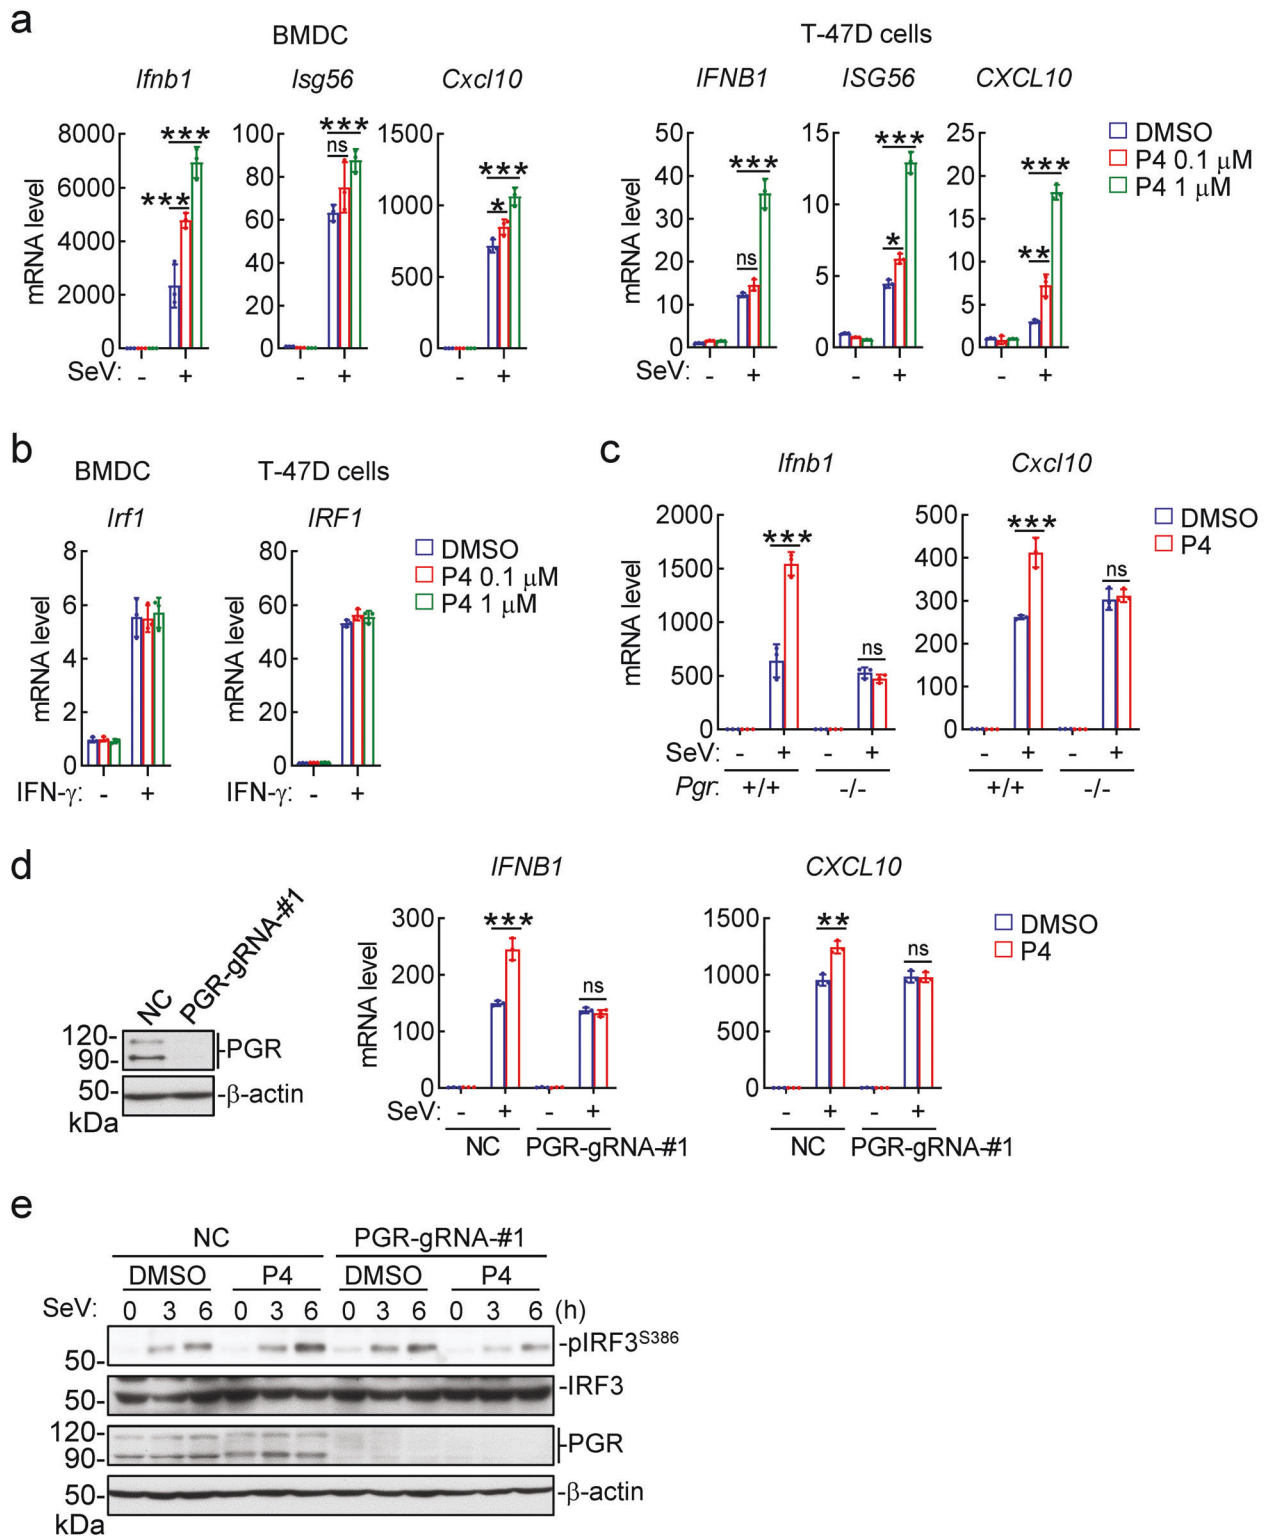 a
BMDC
T-47D cells
Ifnb1
Isg56
Cxcl10
IFNB1
ISG56
CXCL10
8000
6000
4000
2000
0
mRNA level
***
***
100
80
60
40
20
0
ns
***
1500
1000
500
0
*
***
50
40
30
20
10
0
mRNA level
ns
***
15
10
5
0
*
***
25
20
15
10
5
0
**
***
DMSO
P4 0.1 μM
P4 1 μM
SeV: - + - + - +
SeV: - + - + - +
b
BMDC
T-47D cells
Irf1
IRF1
8
6
4
2
0
mRNA level
80
60
40
20
0
mRNA level
DMSO
P4 0.1 μM
P4 1 μM
IFN-γ: - +
IFN-γ: - +
c
Ifnb1
Cxcl10
2000
1500
1000
500
0
mRNA level
***
ns
500
400
300
200
100
0
***
ns
DMSO
P4
SeV: - + - + - + - +
Pgr: +/+ -/- +/+ -/-
d
NC
PGR-gRNA-#1
120-
90-
-PGR
50-
-β-actin
kDa
IFNB1
CXCL10
300
200
100
0
mRNA level
***
ns
1500
1000
500
0
**
ns
DMSO
P4
SeV: - + - + - + - +
NC PGR-gRNA-#1 NC PGR-gRNA-#1
e
NC PGR-gRNA-#1
DMSO P4 DMSO P4
SeV: 0 3 6 0 3 6 0 3 6 0 3 6 (h)
50-
-pIRF3S386
50-
-IRF3
120-
90-
-PGR
50-
-β-actin
kDa